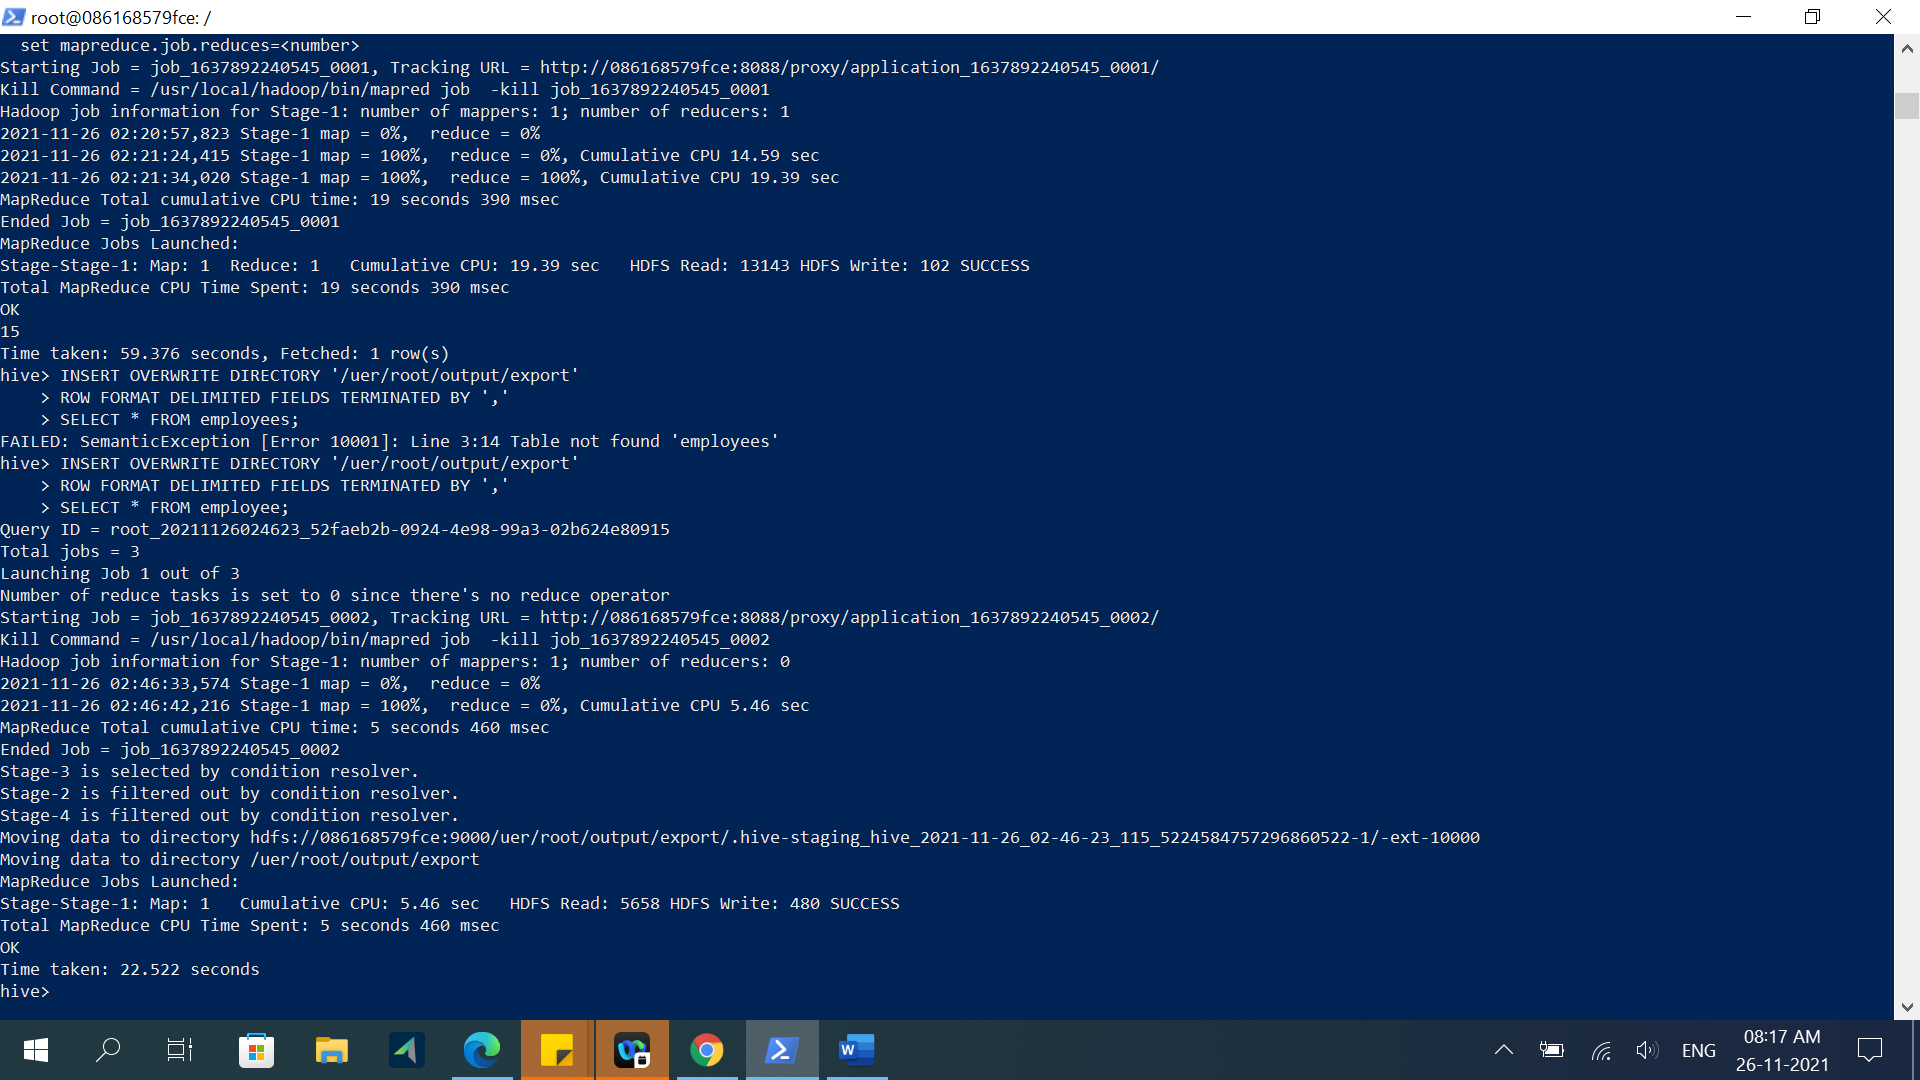 root@086168579fce: /
  set mapreduce.job.reduces=<number>
Starting Job = job_1637892240545_0001, Tracking URL = http://086168579fce:8088/proxy/application_1637892240545_0001/
Kill Command = /usr/local/hadoop/bin/mapred job  -kill job_1637892240545_0001
Hadoop job information for Stage-1: number of mappers: 1; number of reducers: 1
2021-11-26 02:20:57,823 Stage-1 map = 0%,  reduce = 0%
2021-11-26 02:21:24,415 Stage-1 map = 100%,  reduce = 0%, Cumulative CPU 14.59 sec
2021-11-26 02:21:34,020 Stage-1 map = 100%,  reduce = 100%, Cumulative CPU 19.39 sec
MapReduce Total cumulative CPU time: 19 seconds 390 msec
Ended Job = job_1637892240545_0001
MapReduce Jobs Launched:
Stage-Stage-1: Map: 1  Reduce: 1   Cumulative CPU: 19.39 sec   HDFS Read: 13143 HDFS Write: 102 SUCCESS
Total MapReduce CPU Time Spent: 19 seconds 390 msec
OK
15
Time taken: 59.376 seconds, Fetched: 1 row(s)
hive> INSERT OVERWRITE DIRECTORY '/uer/root/output/export'
    > ROW FORMAT DELIMITED FIELDS TERMINATED BY ','
    > SELECT * FROM employees;
FAILED: SemanticException [Error 10001]: Line 3:14 Table not found 'employees'
hive> INSERT OVERWRITE DIRECTORY '/uer/root/output/export'
    > ROW FORMAT DELIMITED FIELDS TERMINATED BY ','
    > SELECT * FROM employee;
Query ID = root_20211126024623_52faeb2b-0924-4e98-99a3-02b624e80915
Total jobs = 3
Launching Job 1 out of 3
Number of reduce tasks is set to 0 since there's no reduce operator
Starting Job = job_1637892240545_0002, Tracking URL = http://086168579fce:8088/proxy/application_1637892240545_0002/
Kill Command = /usr/local/hadoop/bin/mapred job  -kill job_1637892240545_0002
Hadoop job information for Stage-1: number of mappers: 1; number of reducers: 0
2021-11-26 02:46:33,574 Stage-1 map = 0%,  reduce = 0%
2021-11-26 02:46:42,216 Stage-1 map = 100%,  reduce = 0%, Cumulative CPU 5.46 sec
MapReduce Total cumulative CPU time: 5 seconds 460 msec
Ended Job = job_1637892240545_0002
Stage-3 is selected by condition resolver.
Stage-2 is filtered out by condition resolver.
Stage-4 is filtered out by condition resolver.
Moving data to directory hdfs://086168579fce:9000/uer/root/output/export/.hive-staging_hive_2021-11-26_02-46-23_115_5224584757296860522-1/-ext-10000
Moving data to directory /uer/root/output/export
MapReduce Jobs Launched:
Stage-Stage-1: Map: 1   Cumulative CPU: 5.46 sec   HDFS Read: 5658 HDFS Write: 480 SUCCESS
Total MapReduce CPU Time Spent: 5 seconds 460 msec
OK
Time taken: 22.522 seconds
hive>
ENG
08:17 AM
26-11-2021